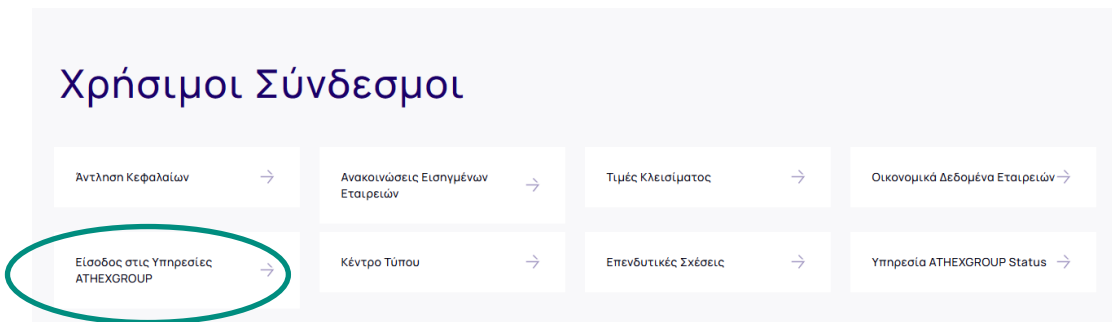 Χρήσιμοι Σύνδεσμοι
Άντληση Κεφαλαίων
Ανακοινώσεις Εισηγμένων
Εταιρειών
Τιμές Κλεισίματος
Οικονομικά Δεδομένα Εταιρειών
Είσοδος στις Υπηρεσίες
ATHEXGROUP
Κέντρο Τύπου
Επενδυτικές Σχέσεις
Υπηρεσία ATHEXGROUP Status